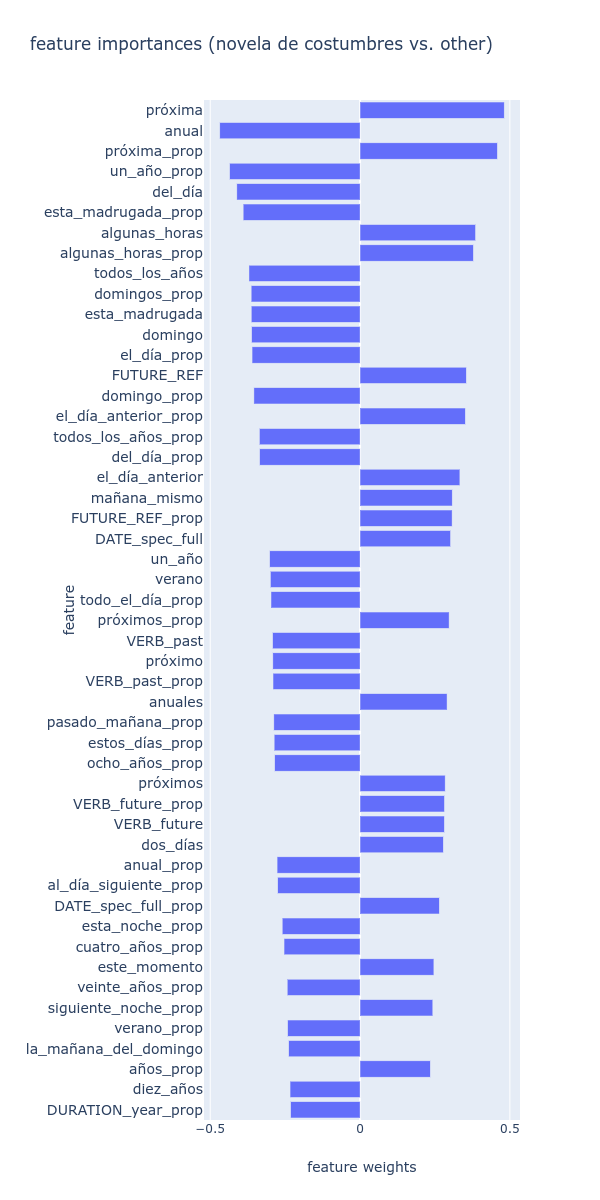 feature importances (novela de costumbres vs. other)
próxima
anual
próxima_prop
un_año_prop
del_día
esta_madrugada_prop
algunas_horas
algunas_horas_prop
todos_los_años
domingos_prop
esta_madrugada
domingo
el_día_prop
FUTURE_REF
domingo_prop
el_día_anterior_prop
todos_los_años_prop
del_día_prop
el_día_anterior
mañana_mismo
FUTURE_REF_prop
DATE_spec_full
un_año
verano
todo_el_día_prop
próximos_prop
VERB_past
próximo
VERB_past_prop
anuales
pasado_mañana_prop
estos_días_prop
ocho_años_prop
próximos
VERB_future_prop
VERB_future
dos_días
anual_prop
al_día_siguiente_prop
DATE_spec_full_prop
esta_noche_prop
cuatro_años_prop
este_momento
veinte_años_prop
siguiente_noche_prop
verano_prop
la_mañana_del_domingo
años_prop
diez_años
DURATION_year_prop
feature
−0.5 0 0.5
feature weights